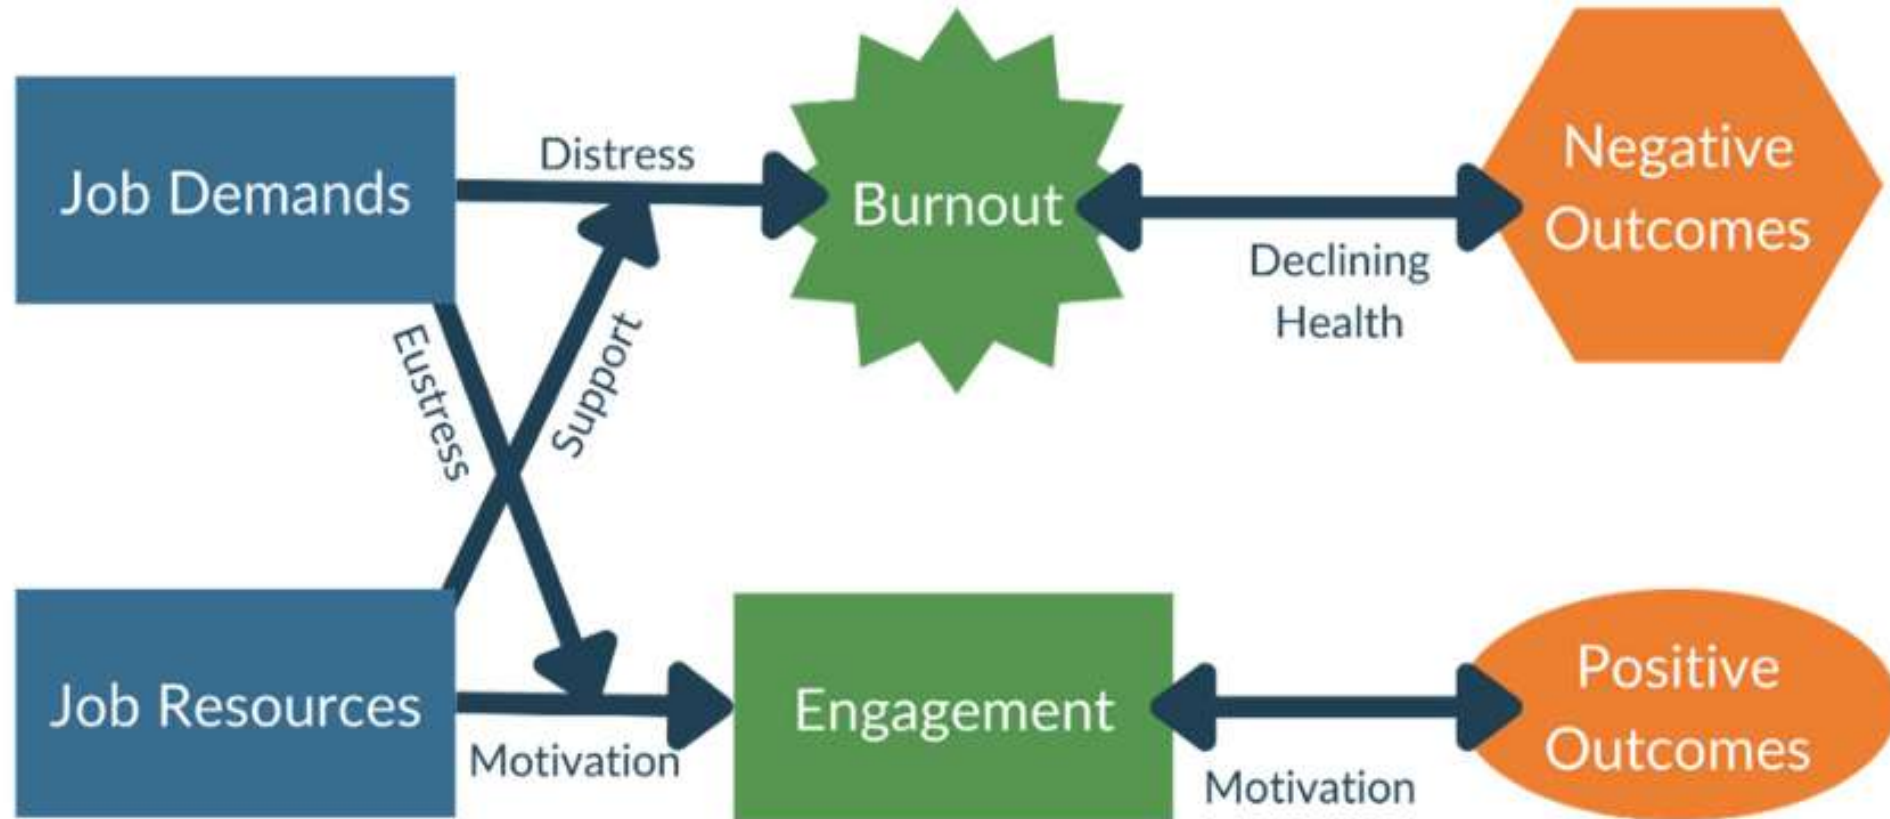 Job Demands
Distress
Burnout
Declining
Health
Negative
Outcomes
Eustress
Support
Job Resources
Motivation
Engagement
Motivation
Positive
Outcomes